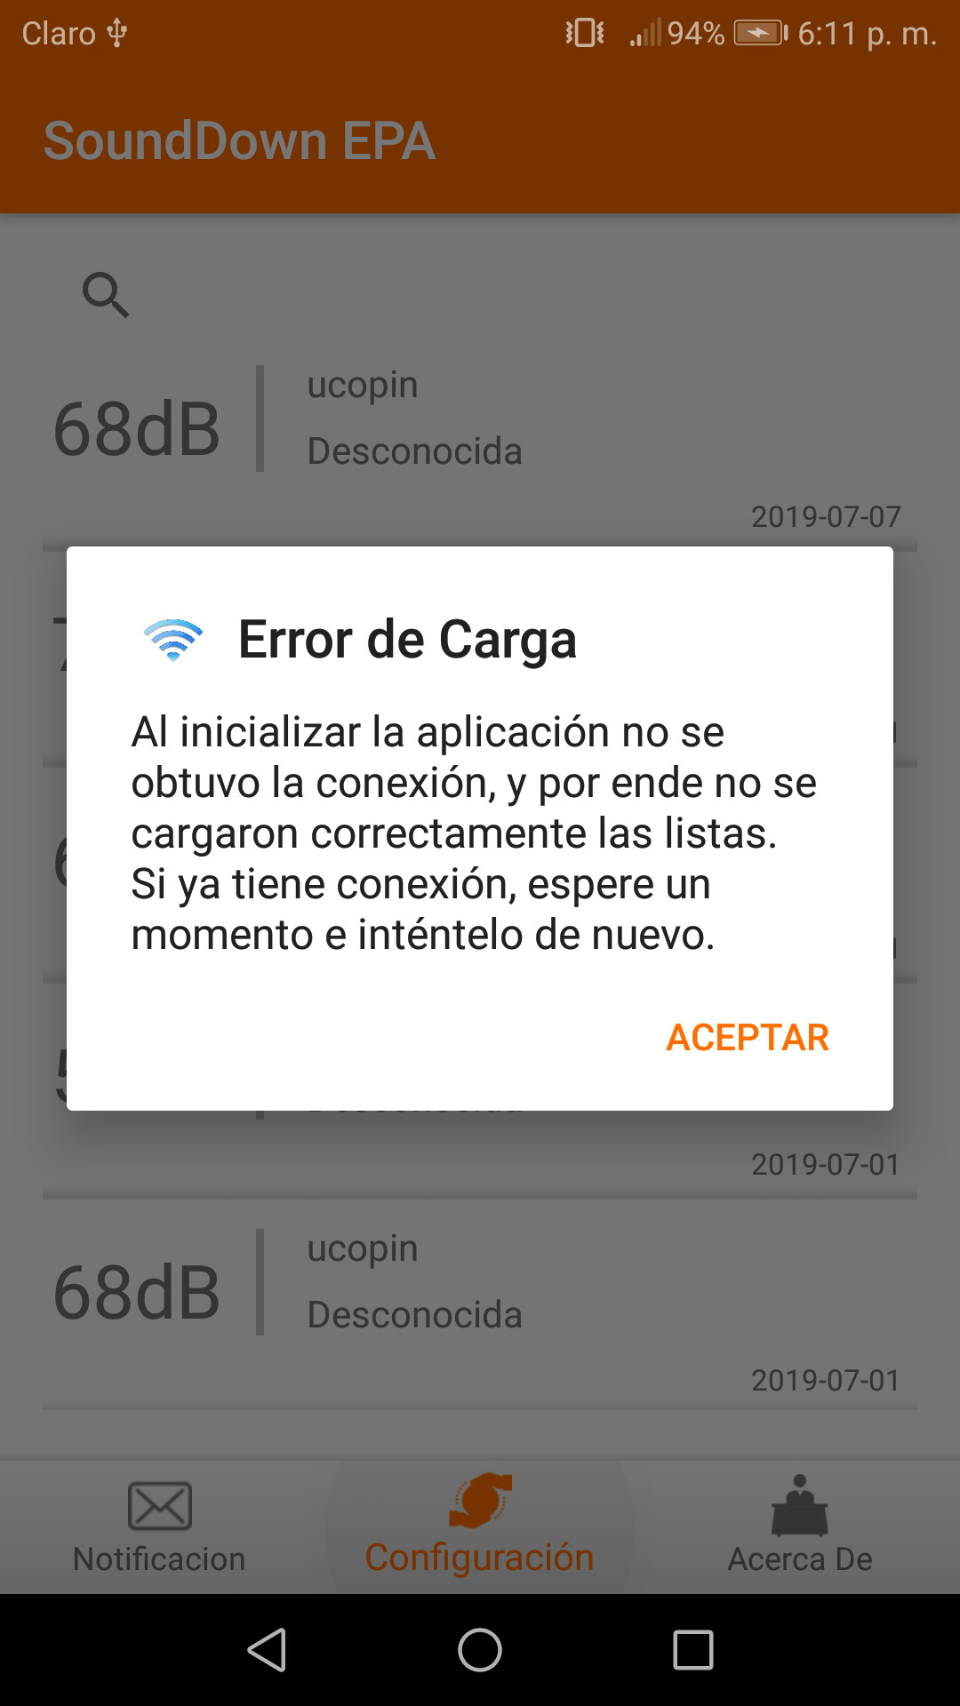 Claro 94% 6:11 p. m.
SoundDown EPA
ucopin
68dB
Desconocida
2019-07-07
Error de Carga
Al inicializar la aplicación no se
obtuvo la conexión, y por ende no se
cargaron correctamente las listas.
Si ya tiene conexión, espere un
momento e inténtelo de nuevo.
ACEPTAR
2019-07-01
ucopin
68dB
Desconocida
2019-07-01
Notificacion Configuración Acerca De